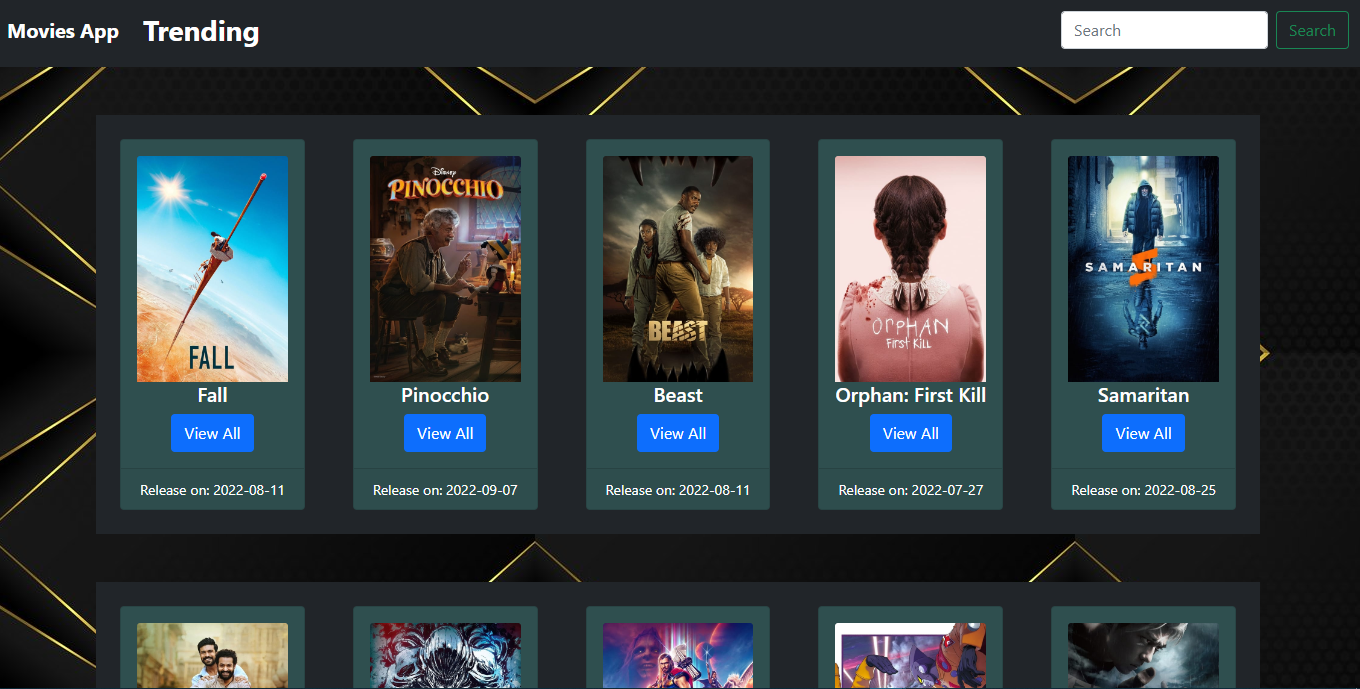 Movies App
Trending
Search
Search
FALL
Disney
PINOCCHIO
BEAST
ORPHAN
First Kill
SAMARITAN
Fall
Pinocchio
Beast
Orphan: First Kill
Samaritan
View All
View All
View All
View All
View All
Release on: 2022-08-11
Release on: 2022-09-07
Release on: 2022-08-11
Release on: 2022-07-27
Release on: 2022-08-25